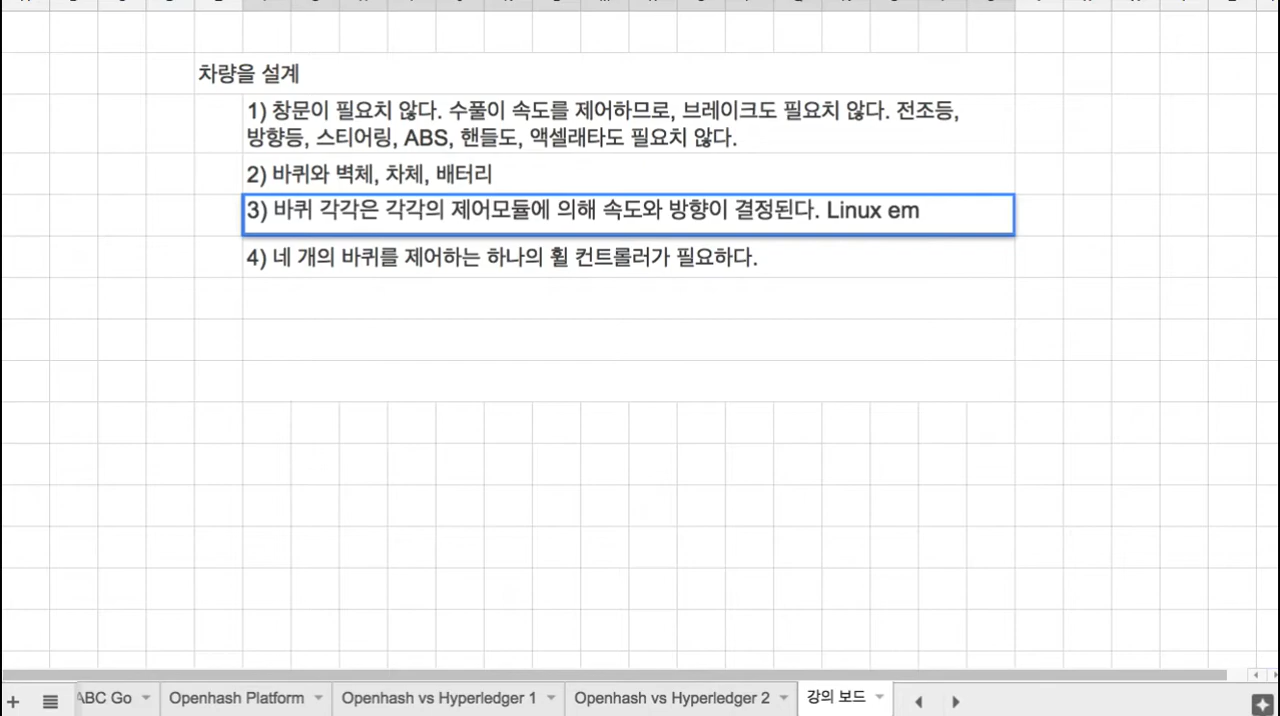 차량을 설계
1) 창문이 필요치 않다. 수풀이 속도를 제어하므로, 브레이크도 필요치 않다. 전조등,
방향등, 스티어링, ABS, 핸들도, 액셀래타도 필요치 않다.
2) 바퀴와 벽체, 차체, 배터리
3) 바퀴 각각은 각각의 제어모듈에 의해 속도와 방향이 결정된다. Linux em
4) 네 개의 바퀴를 제어하는 하나의 휠 컨트롤러가 필요하다.
ABC Go
Openhash Platform
Openhash vs Hyperledger 1
Openhash vs Hyperledger 2
강의 보드